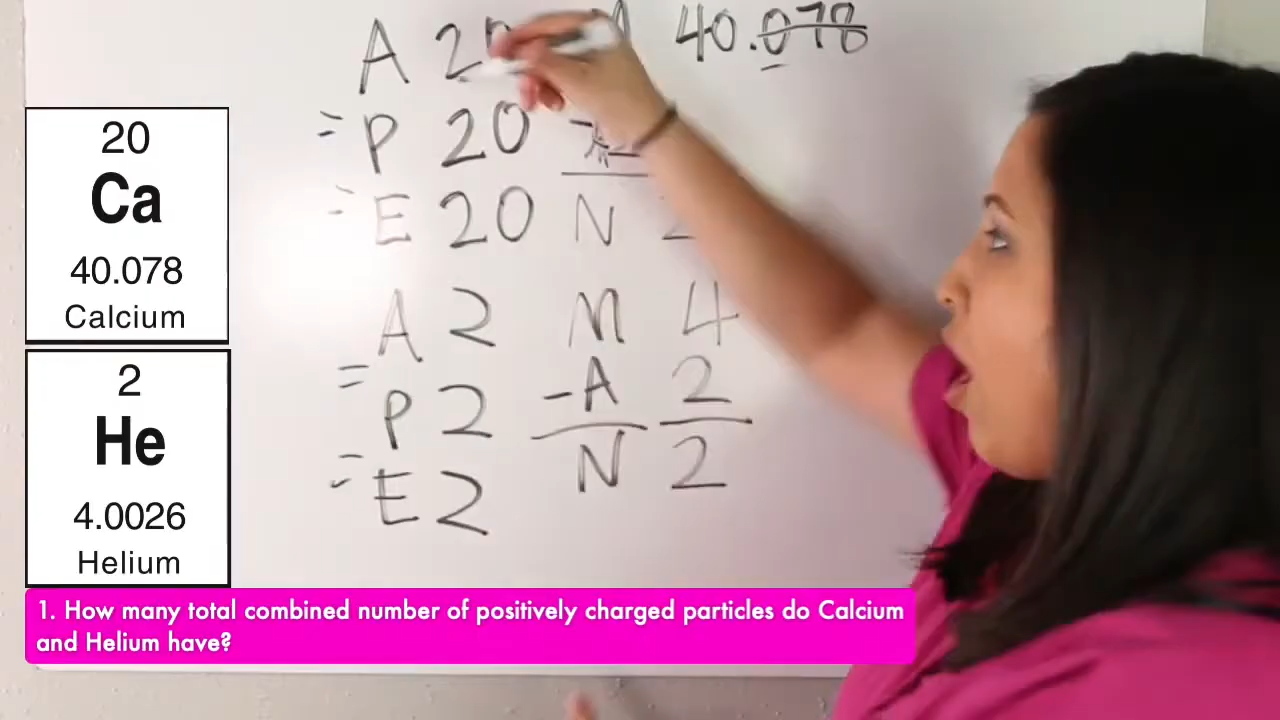 A 20 40.078
= P 20
= E 20 N
A 2 M 4
= P 2 - A 2
= E 2 N 2
20
Ca
40.078
Calcium
2
He
4.0026
Helium
1. How many total combined number of positively charged particles do Calcium
and Helium have?